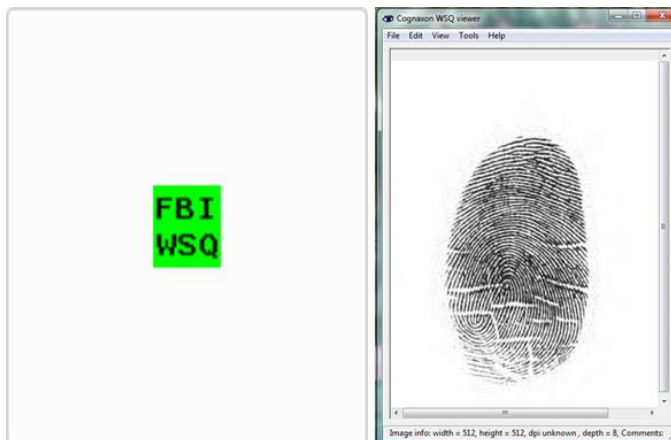 FBI
WSQ
Cognaxon WSQ viewer
File Edit View Tools Help
Image info: width = 512, height = 512, dpi unknown , depth = 8, Comments: